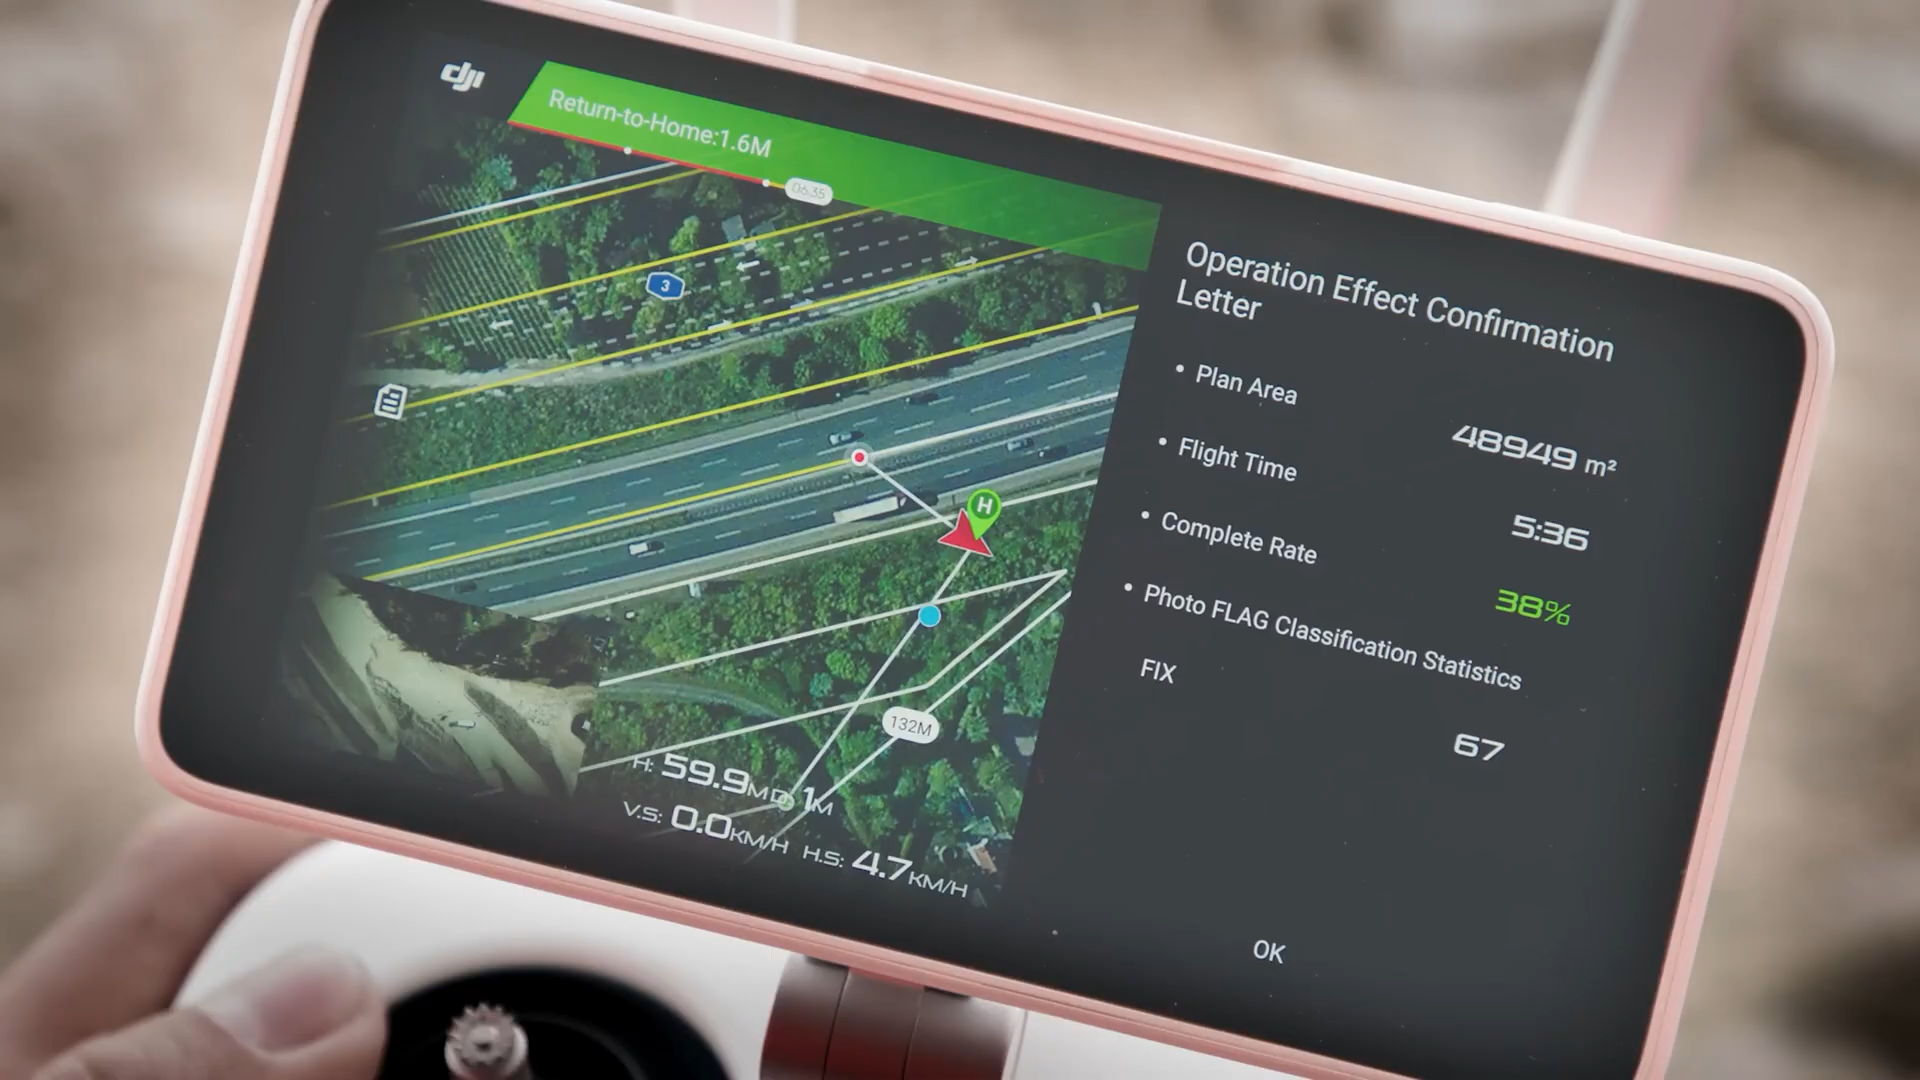 dji
Return-to-Home:1.6M
06:35
3
H
132M
H: 59.9M D: 1M
V.S: 0.0KM/H H.S: 4.7KM/H
Operation Effect Confirmation
Letter
• Plan Area
48949 m²
• Flight Time
5:36
• Complete Rate
38%
• Photo FLAG Classification Statistics
FIX
67
OK